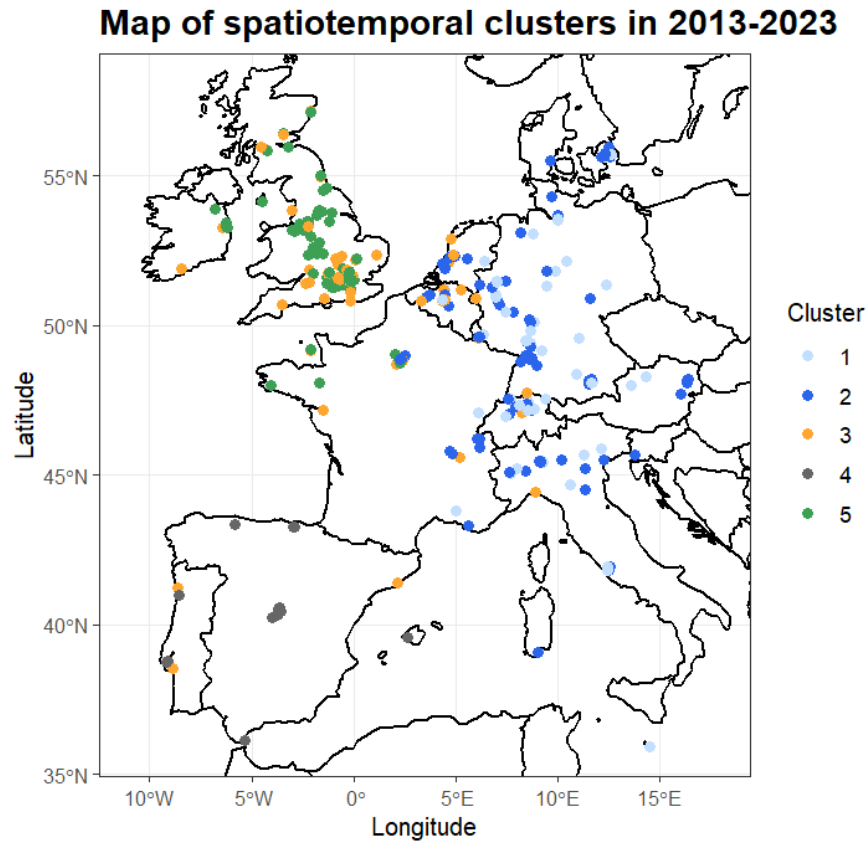 Map of spatiotemporal clusters in 2013-2023
55°N
50°N
45°N
40°N
35°N
Latitude
10°W
5°W
0°
5°E
10°E
15°E
Longitude
Cluster
1
2
3
4
5